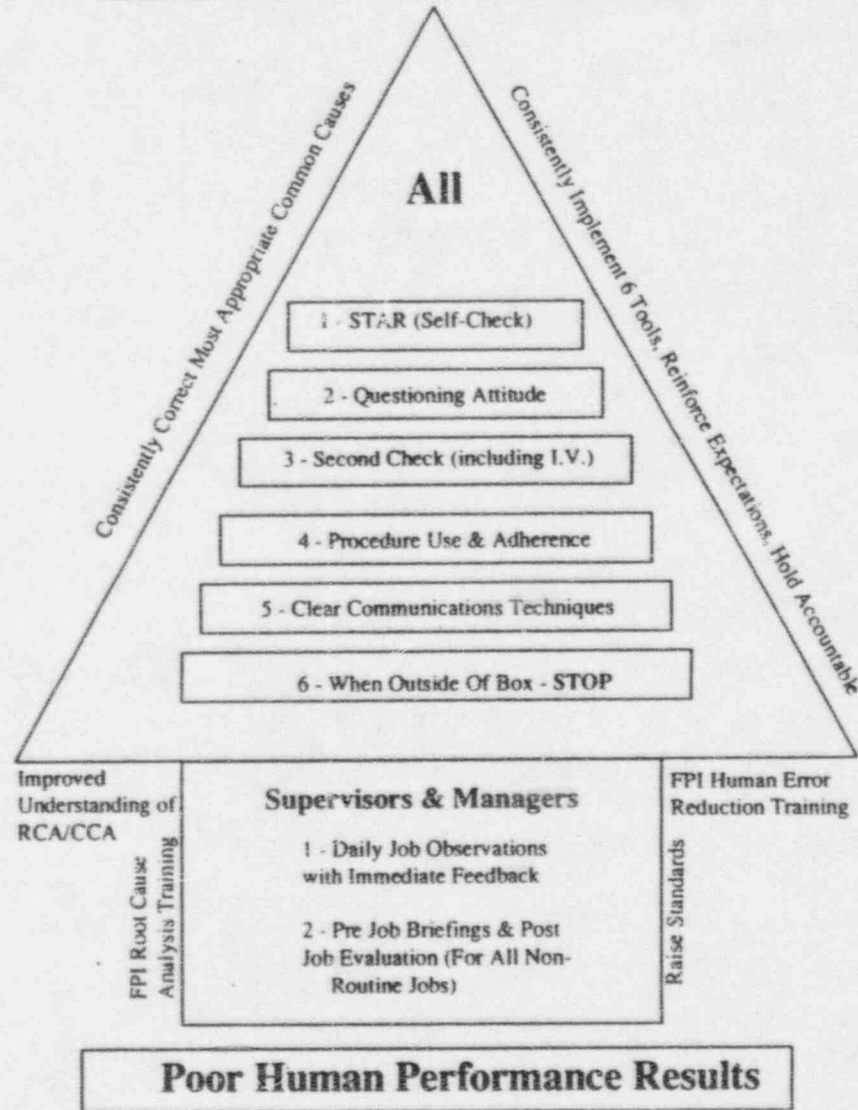 Consistently Correct Most Appropriate Common Causes
Consistently Implement 6 Tools, Reinforce Expectations, Hold Accountable
All
1 - STAR (Self-Check)
2 - Questioning Attitude
3 - Second Check (including I.V.)
4 - Procedure Use & Adherence
5 - Clear Communications Techniques
6 - When Outside Of Box - STOP
Improved
Understanding of
RCA/CCA
FPI Root Cause
Analysis Training
Supervisors & Managers
1 - Daily Job Observations
with Immediate Feedback
2 - Pre Job Briefings & Post
Job Evaluation (For All Non-
Routine Jobs)
FPI Human Error
Reduction Training
Raise Standards
Poor Human Performance Results